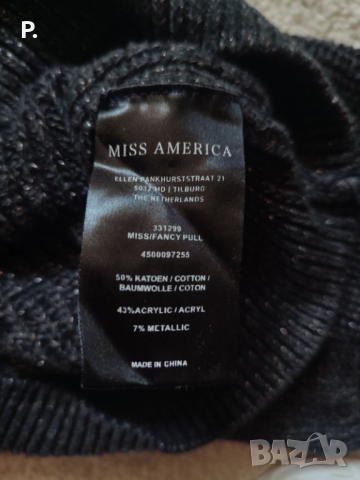 P.
MISS AMERICA
ELLEN PANKHURSTSTRAAT 21
5032 MD | TILBURG
THE NETHERLANDS
331299
MISS/FANCY PULL
4500097255
50% KATOEN / COTTON /
BAUMWOLLE / COTON
43% ACRYLIC / ACRYL
7% METALLIC
MADE IN CHINA
BAZAR